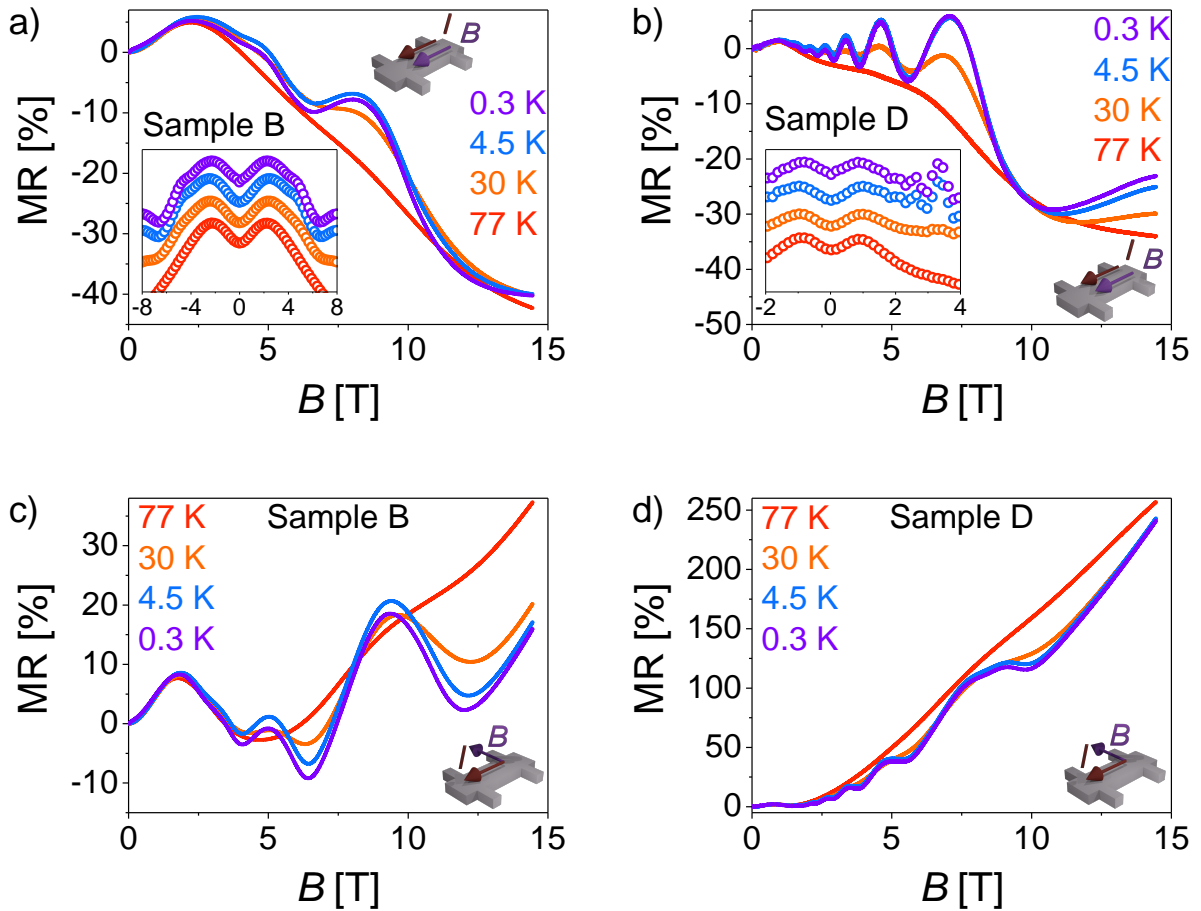 a)
MR [%]
0
-10
-20
-30
-40
Sample B
I
B
0.3 K
4.5 K
30 K
77 K
-8 -4 0 4 8
0 5 10 15
B [T]
b)
MR [%]
0
-10
-20
-30
-40
-50
Sample D
0.3 K
4.5 K
30 K
77 K
I
B
-2 0 2 4
0 5 10 15
B [T]
c)
MR [%]
30
20
10
0
-10
77 K
30 K
4.5 K
0.3 K
Sample B
I
B
0 5 10 15
B [T]
d)
MR [%]
250
200
150
100
50
0
77 K
30 K
4.5 K
0.3 K
Sample D
I
B
0 5 10 15
B [T]